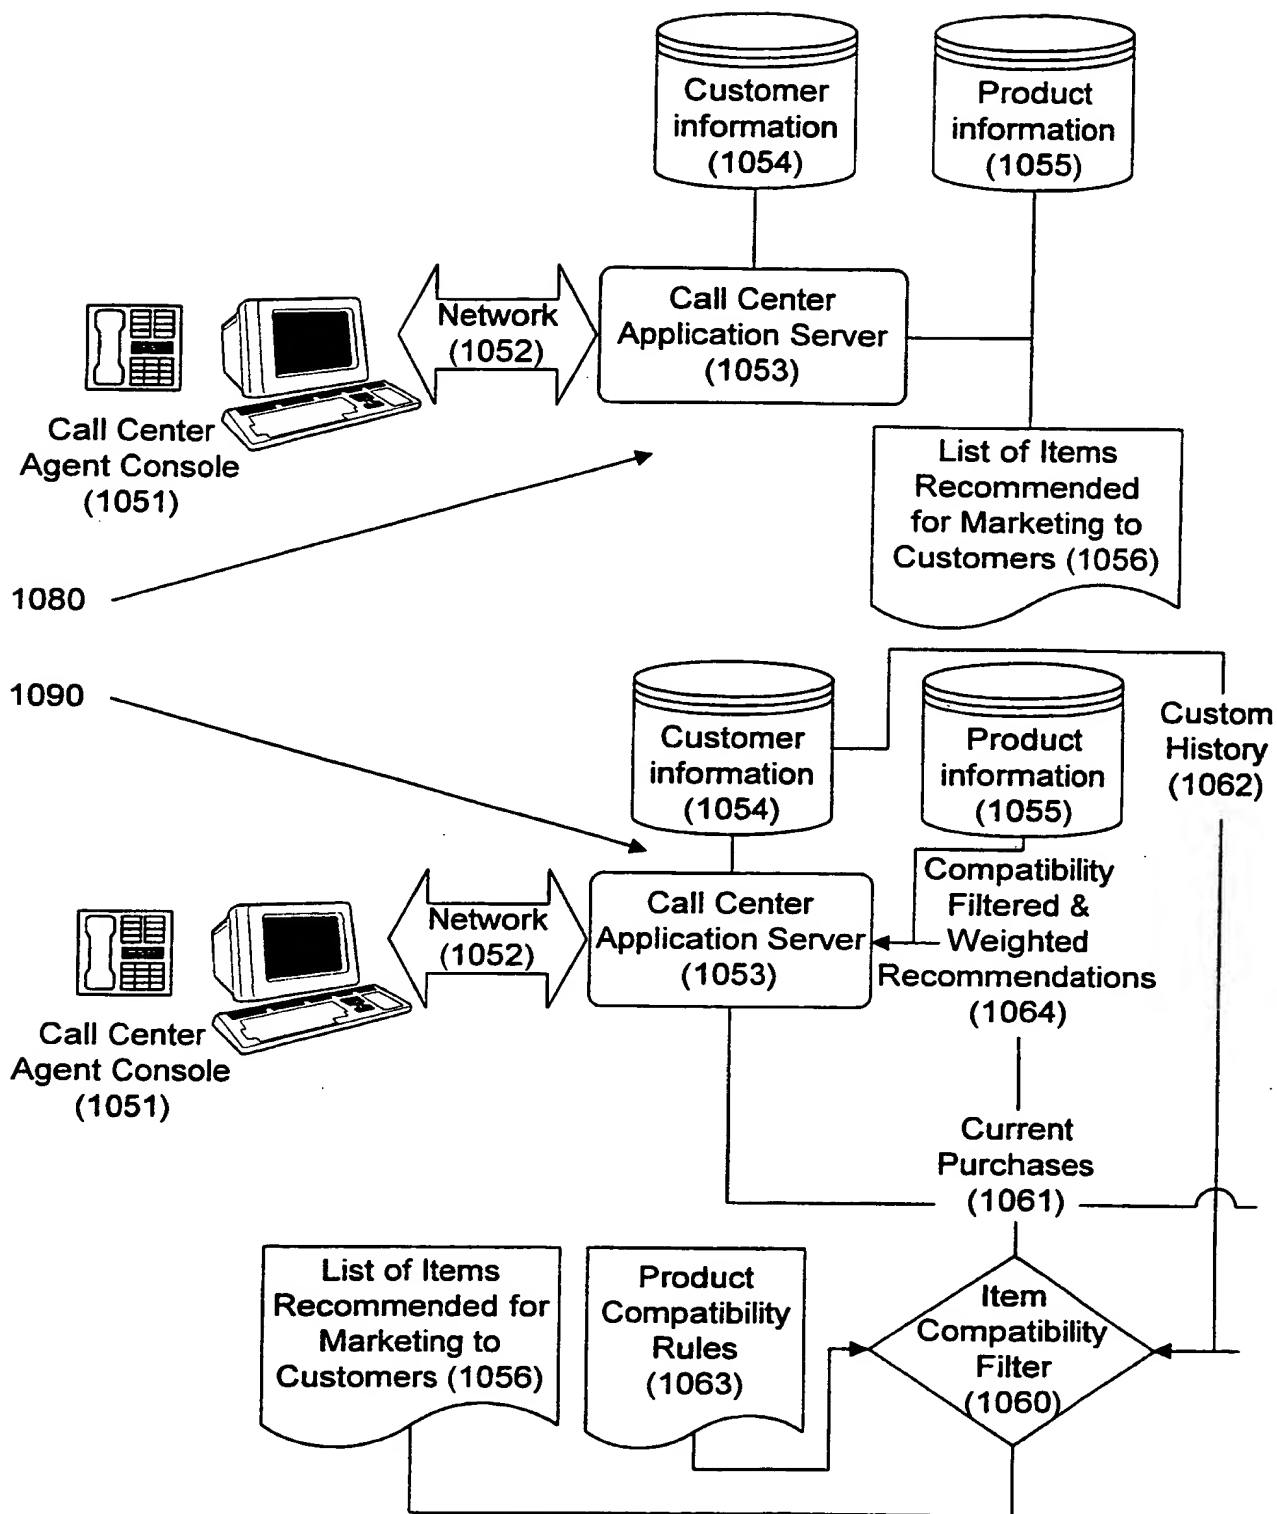 Customer
information
(1054)
Product
information
(1055)
Network
(1052)
Call Center
Application Server
(1053)
Call Center
Agent Console
(1051)
List of Items
Recommended
for Marketing to
Customers (1056)
1080
1090
Customer
information
(1054)
Product
information
(1055)
Custom
History
(1062)
Network
(1052)
Call Center
Application Server
(1053)
Compatibility
Filtered &
Weighted
Recommendations
(1064)
Call Center
Agent Console
(1051)
Current
Purchases
(1061)
List of Items
Recommended for
Marketing to
Customers (1056)
Product
Compatibility
Rules
(1063)
Item
Compatibility
Filter
(1060)